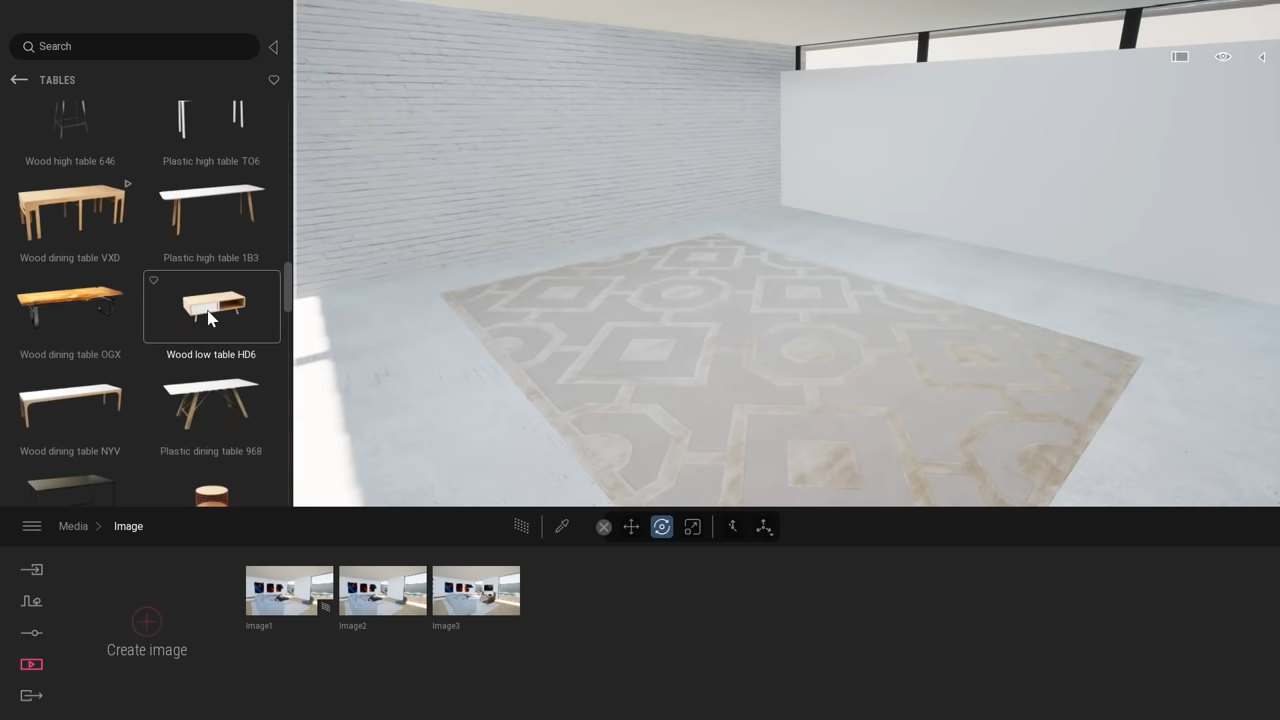 Search
TABLES
Wood high table 646
Plastic high table TO6
Wood dining table VXD
Plastic high table 1B3
Wood dining table OGX
Wood low table HD6
Wood dining table NYV
Plastic dining table 968
Media
Image
Create image
Image1
Image2
Image3